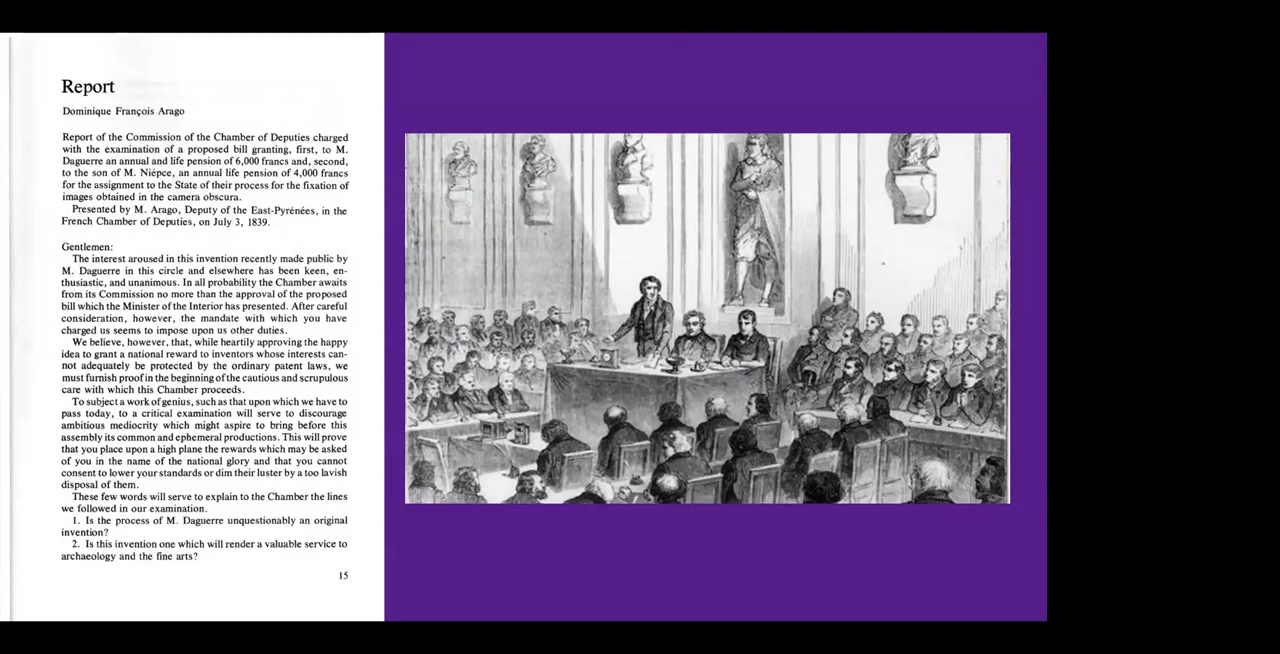 Report
Dominique François Arago
Report of the Commission of the Chamber of Deputies charged
with the examination of a proposed bill granting, first, to M.
Daguerre an annual and life pension of 6,000 francs and, second,
to the son of M. Niépce, an annual life pension of 4,000 francs
for the assignment to the State of their process for the fixation of
images obtained in the camera obscura.
Presented by M. Arago, Deputy of the East-Pyrénées, in the
French Chamber of Deputies, on July 3, 1839.
Gentlemen:
The interest aroused in this invention recently made public by
M. Daguerre in this circle and elsewhere has been keen, en-
thusiastic, and unanimous. In all probability the Chamber awaits
from its Commission no more than the approval of the proposed
bill which the Minister of the Interior has presented. After careful
consideration, however, the mandate with which you have
charged us seems to impose upon us other duties.
We believe, however, that, while heartily approving the happy
idea to grant a national reward to inventors whose interests can-
not adequately be protected by the ordinary patent laws, we
must furnish proof in the beginning of the cautious and scrupulous
care with which this Chamber proceeds.
To subject a work of genius, such as that upon which we have to
pass today, to a critical examination will serve to discourage
ambitious mediocrity which might aspire to bring before this
assembly its common and ephemeral productions. This will prove
that you place upon a high plane the rewards which may be asked
of you in the name of the national glory and that you cannot
consent to lower your standards or dim their luster by a too lavish
disposal of them.
These few words will serve to explain to the Chamber the lines
we followed in our examination.
1. Is the process of M. Daguerre unquestionably an original
invention?
2. Is this invention one which will render a valuable service to
archaeology and the fine arts?
15